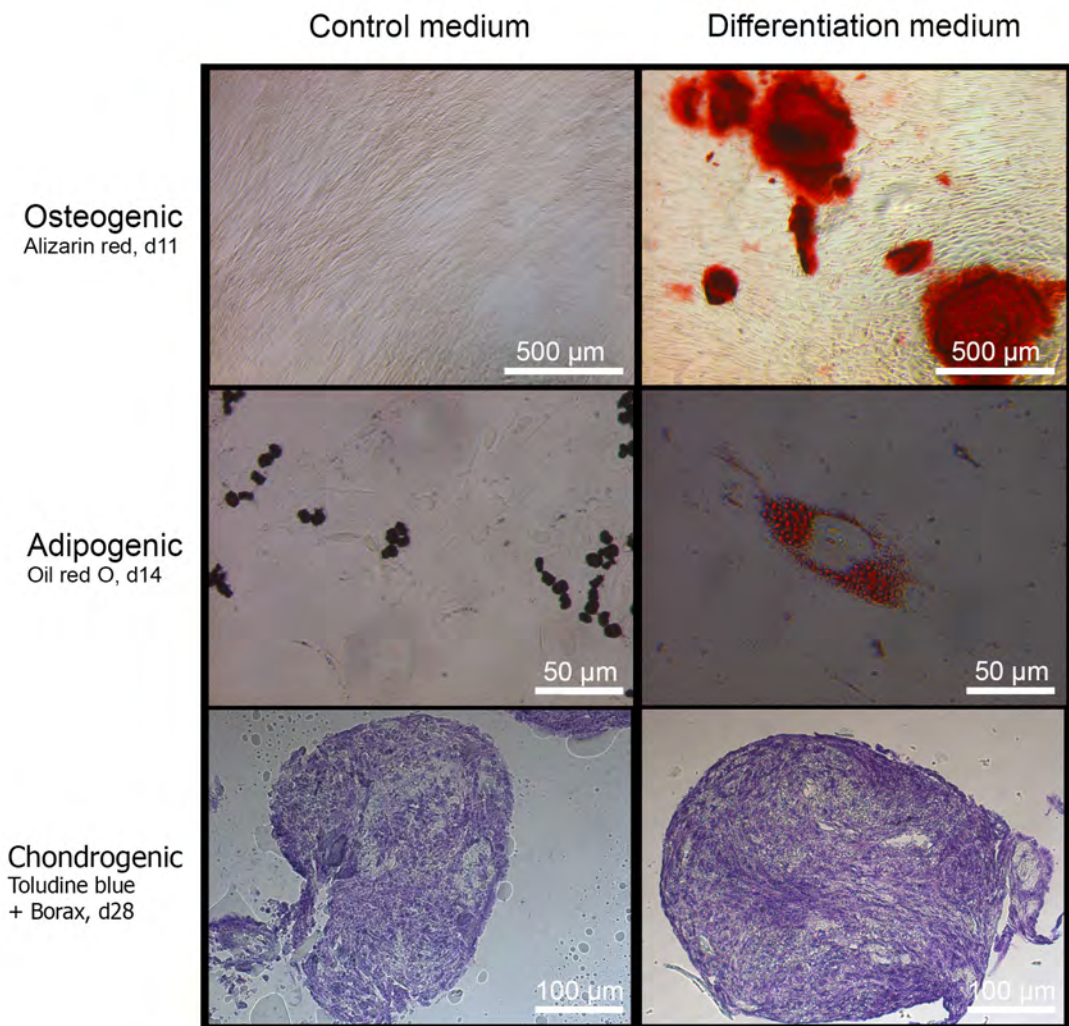 Control medium
Differentiation medium
Osteogenic
Alizarin red, d11
500 µm
500 µm
Adipogenic
Oil red O, d14
50 µm
50 µm
Chondrogenic
Toludine blue
+ Borax, d28
100 µm
100 µm